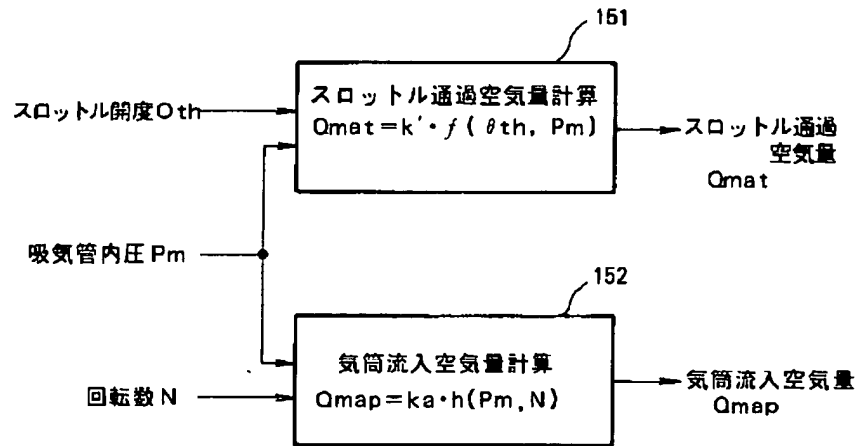 151
スロットル開度θth
スロットル通過空気量計算
Qmat=k′・f(θth, Pm)
スロットル通過
空気量
Qmat
吸気管内圧Pm
152
回転数N
気筒流入空気量計算
Qmap=ka・h(Pm,N)
気筒流入空気量
Qmap